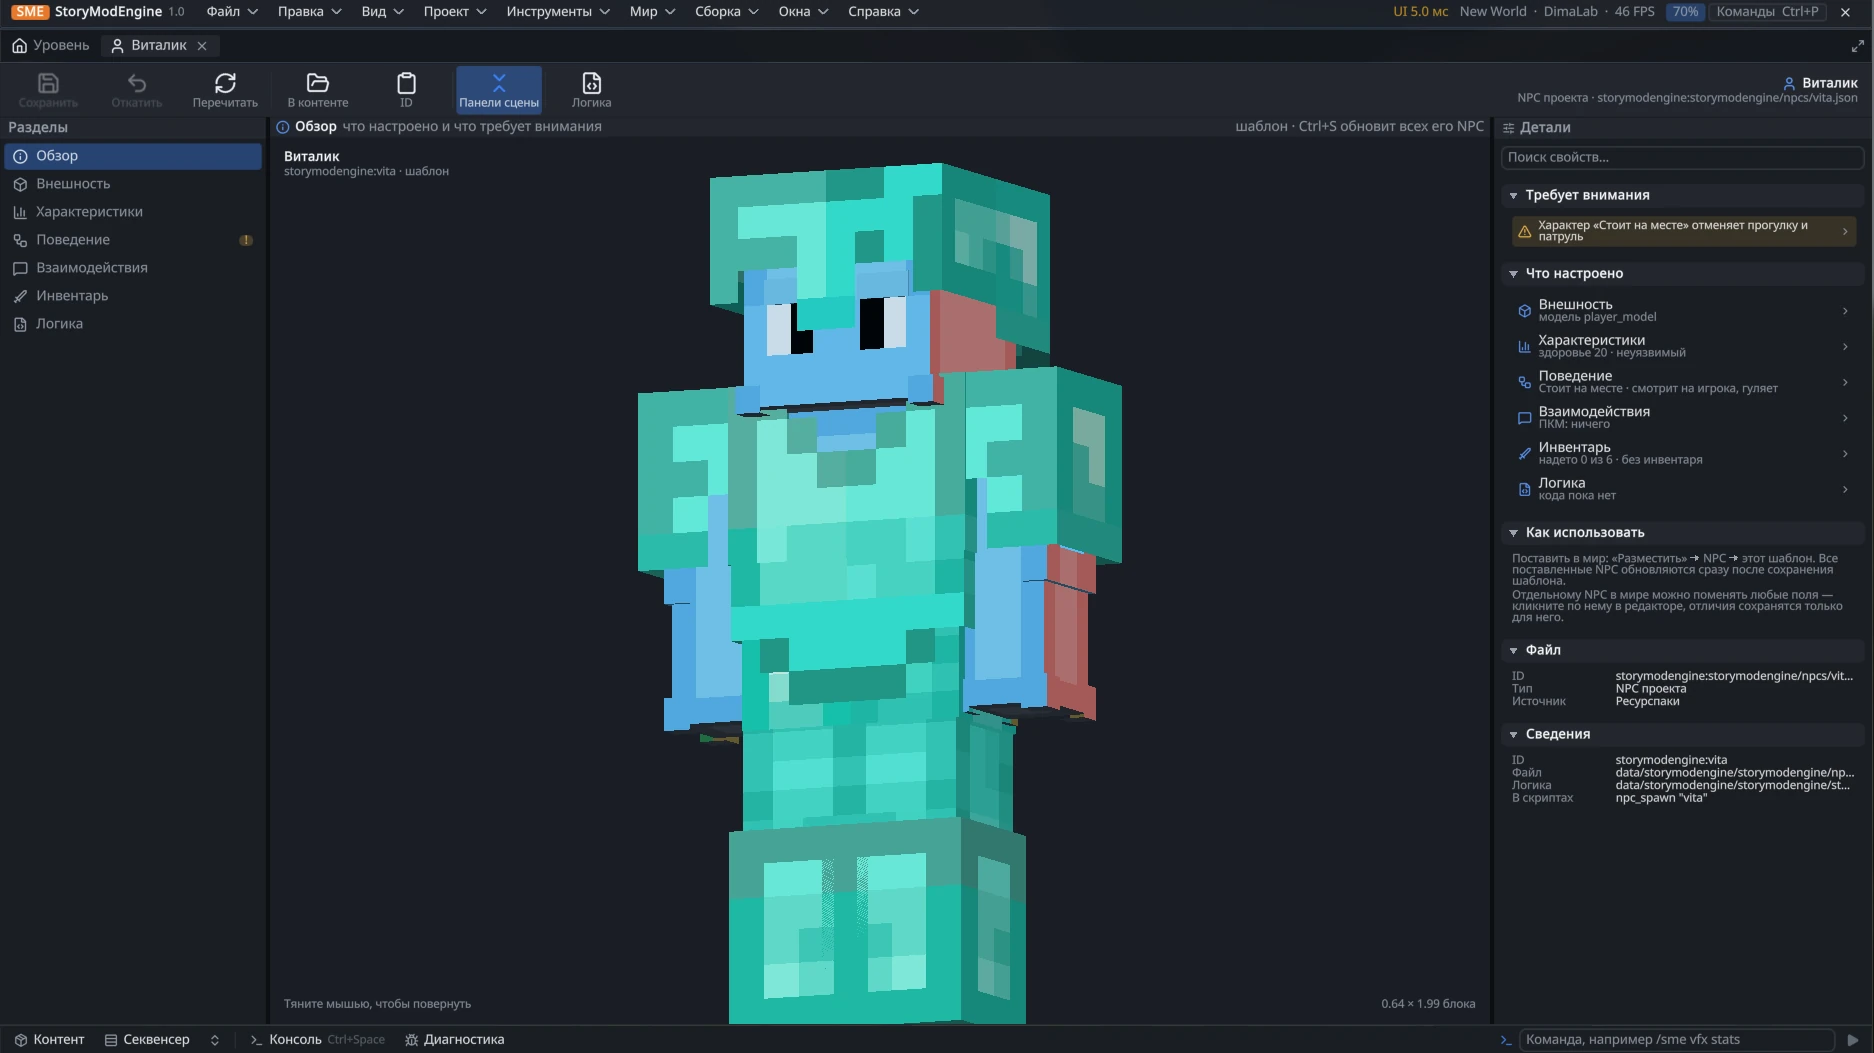 SME StoryModEngine 1.0 Файл Правка Вид Проект Инструменты Мир Сборка Окна Справка UI 5.0 мс New World · DimaLab · 46 FPS 70% Команды Ctrl+P
Уровень Виталик
Сохранить Откатить Перечитать В контенте ID Панели сцены Логика
Виталик
NPC проекта · storymodengine:storymodengine/npcs/vita.json
Разделы
Обзор
Внешность
Характеристики
Поведение
Взаимодействия
Инвентарь
Логика
Обзор что настроено и что требует внимания шаблон · Ctrl+S обновит всех его NPC
Виталик
storymodengine:vita · шаблон
Тяните мышью, чтобы повернуть 0.64 × 1.99 блока
Детали
Поиск свойств...
Требует внимания
Характер «Стоит на месте» отменяет прогулку и
патруль
Что настроено
Внешность
модель player_model
Характеристики
здоровье 20 · неуязвимый
Поведение
Стоит на месте · смотрит на игрока, гуляет
Взаимодействия
ПКМ: ничего
Инвентарь
надето 0 из 6 · без инвентаря
Логика
кода пока нет
Как использовать
Поставить в мир: «Разместить» → NPC → этот шаблон. Все
поставленные NPC обновляются сразу после сохранения
шаблона.
Отдельному NPC в мире можно поменять любые поля —
кликните по нему в редакторе, отличия сохранятся только
для него.
Файл
ID storymodengine:storymodengine/npcs/vit...
Тип NPC проекта
Источник Ресурспаки
Сведения
ID storymodengine:vita
Файл data/storymodengine/storymodengine/np...
Логика data/storymodengine/storymodengine/st...
В скриптах npc_spawn "vita"
Контент Секвенсер Консоль Ctrl+Space Диагностика Команда, например /sme vfx stats